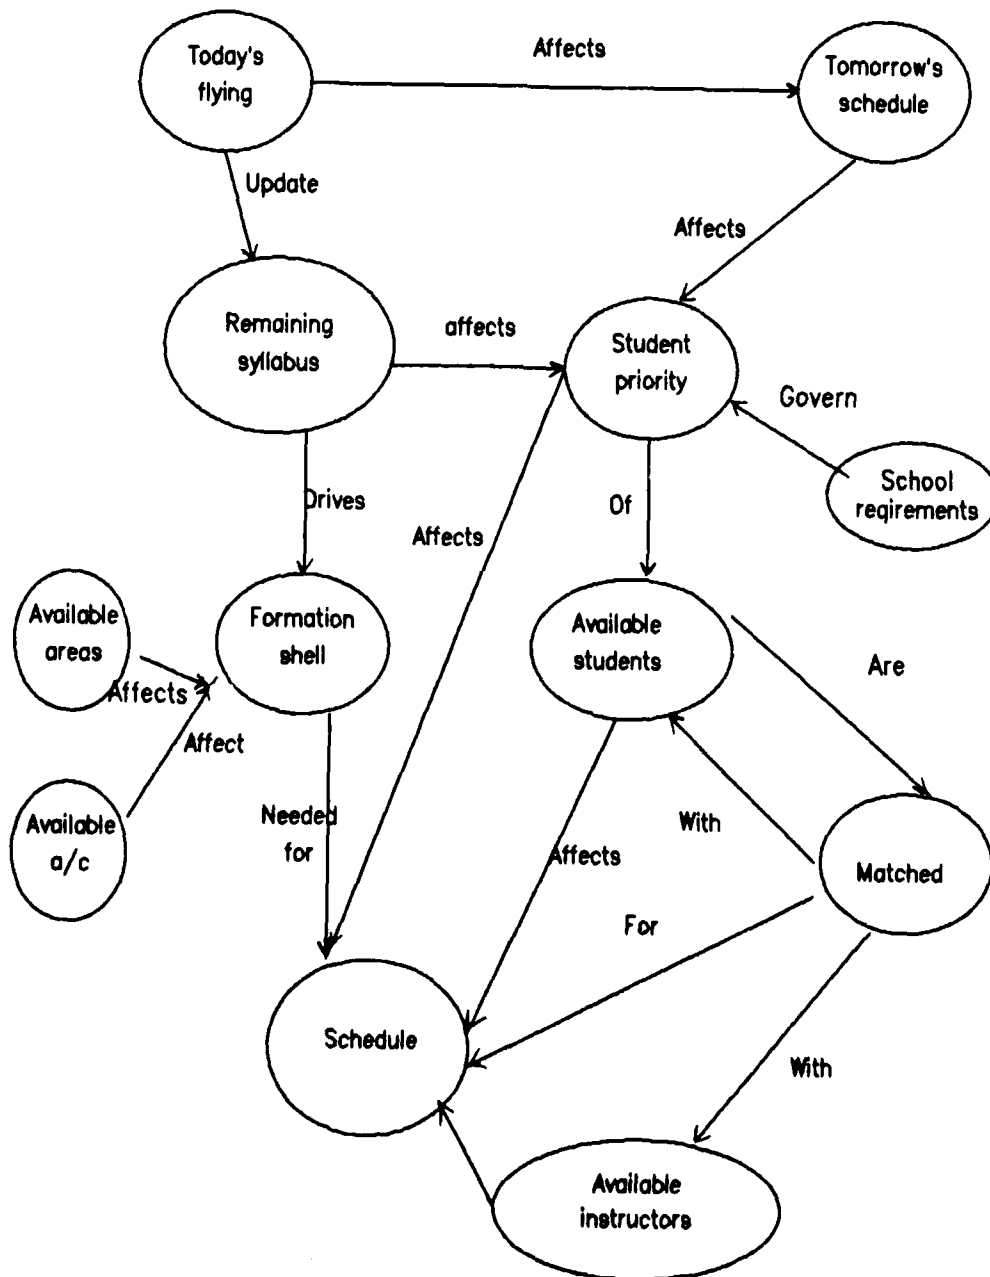 Today's
flying
Affects
Tomorrow's
schedule
Update
Affects
Remaining
syllabus
affects
Student
priority
Govern
School
reqirements
Drives
Of
Affects
Available
areas
Formation
shell
Available
students
Are
Affects
Affect
Needed
for
With
Available
a/c
Affects
Matched
For
Schedule
With
Available
instructors